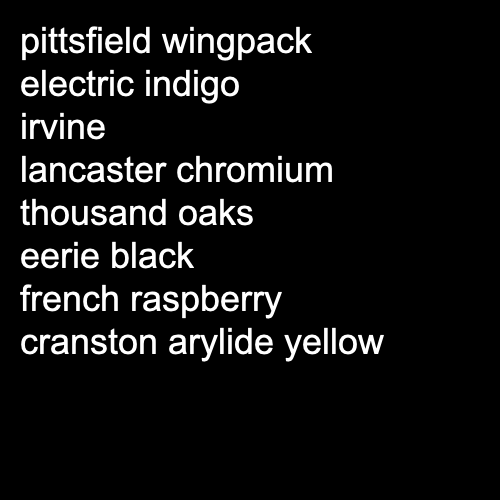 pittsfield wingpack
electric indigo
irvine
lancaster chromium
thousand oaks
eerie black
french raspberry
cranston arylide yellow